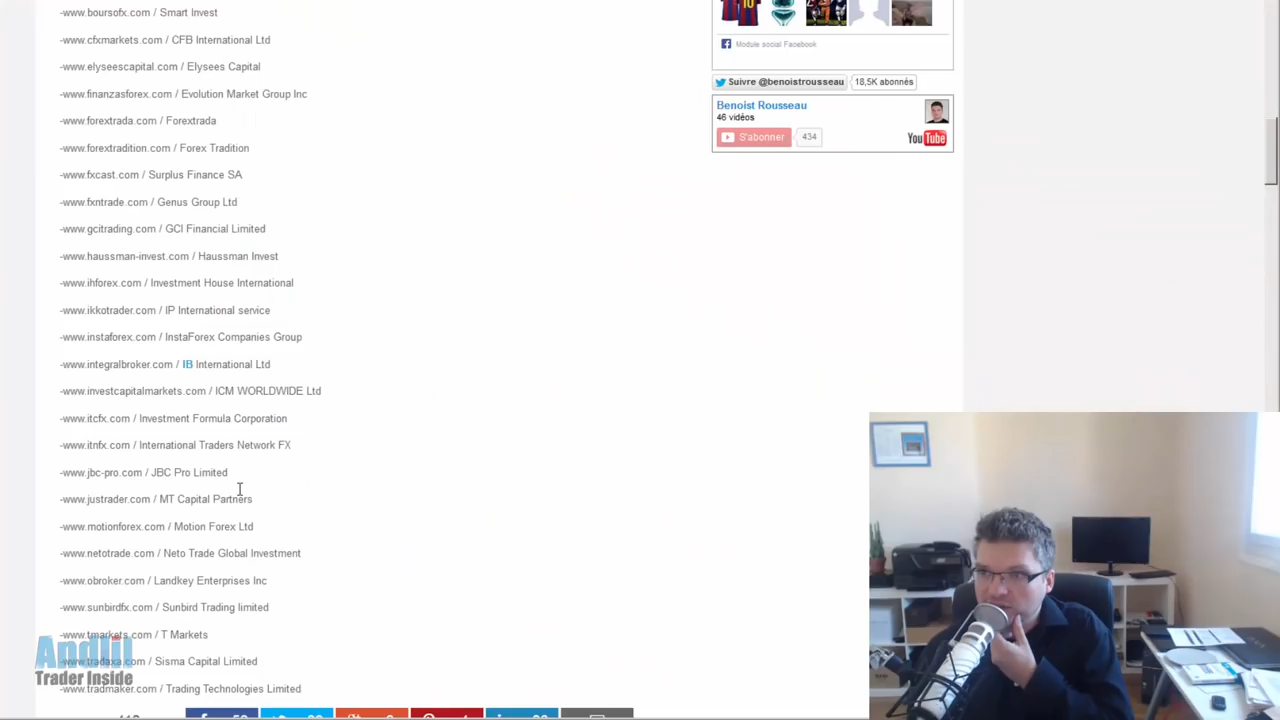 -www.boursofx.com / Smart Invest
-www.cfxmarkets.com / CFB International Ltd
-www.elyseescapital.com / Elysees Capital
-www.finanzasforex.com / Evolution Market Group Inc
-www.forextrada.com / Forextrada
-www.forextradition.com / Forex Tradition
-www.fxcast.com / Surplus Finance SA
-www.fxntrade.com / Genus Group Ltd
-www.gcitrading.com / GCI Financial Limited
-www.haussman-invest.com / Haussman Invest
-www.ihforex.com / Investment House International
-www.ikkotrader.com / IP International service
-www.instaforex.com / InstaForex Companies Group
-www.integralbroker.com / IB International Ltd
-www.investcapitalmarkets.com / ICM WORLDWIDE Ltd
-www.itcfx.com / Investment Formula Corporation
-www.itnfx.com / International Traders Network FX
-www.jbc-pro.com / JBC Pro Limited
-www.justrader.com / MT Capital Partners
-www.motionforex.com / Motion Forex Ltd
-www.netotrade.com / Neto Trade Global Investment
-www.obroker.com / Landkey Enterprises Inc
-www.sunbirdfx.com / Sunbird Trading limited
-www.tmarkets.com / T Markets
-www.tradaxa.com / Sisma Capital Limited
-www.tradmaker.com / Trading Technologies Limited
Andlil
Trader Inside
10
Module social Facebook
Suivre @benoistrousseau 18,5K abonnés
Benoist Rousseau
46 vidéos
S'abonner 434
YouTube